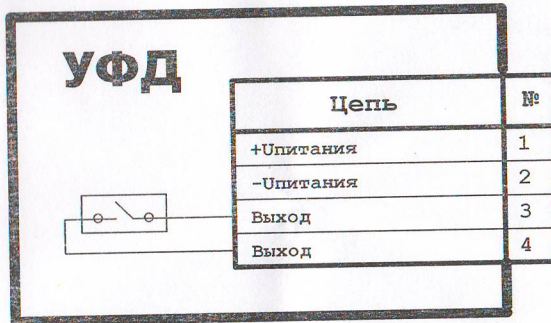 УФД
Цепь №
+Uпитания 1
-Uпитания 2
Выход 3
Выход 4